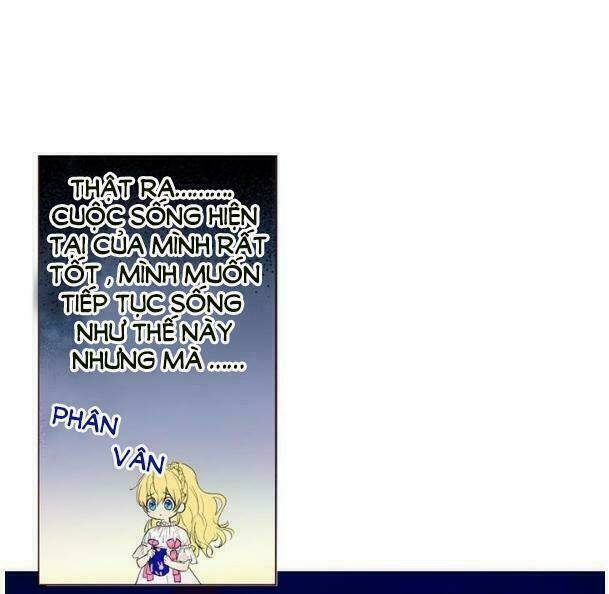 THẬT RA..........
CUỘC SỐNG HIỆN
TẠI CỦA MÌNH RẤT
TỐT , MÌNH MUỐN
TIẾP TỤC SỐNG
NHƯ THẾ NÀY
NHƯNG MÀ ......
PHÂN
VÂN